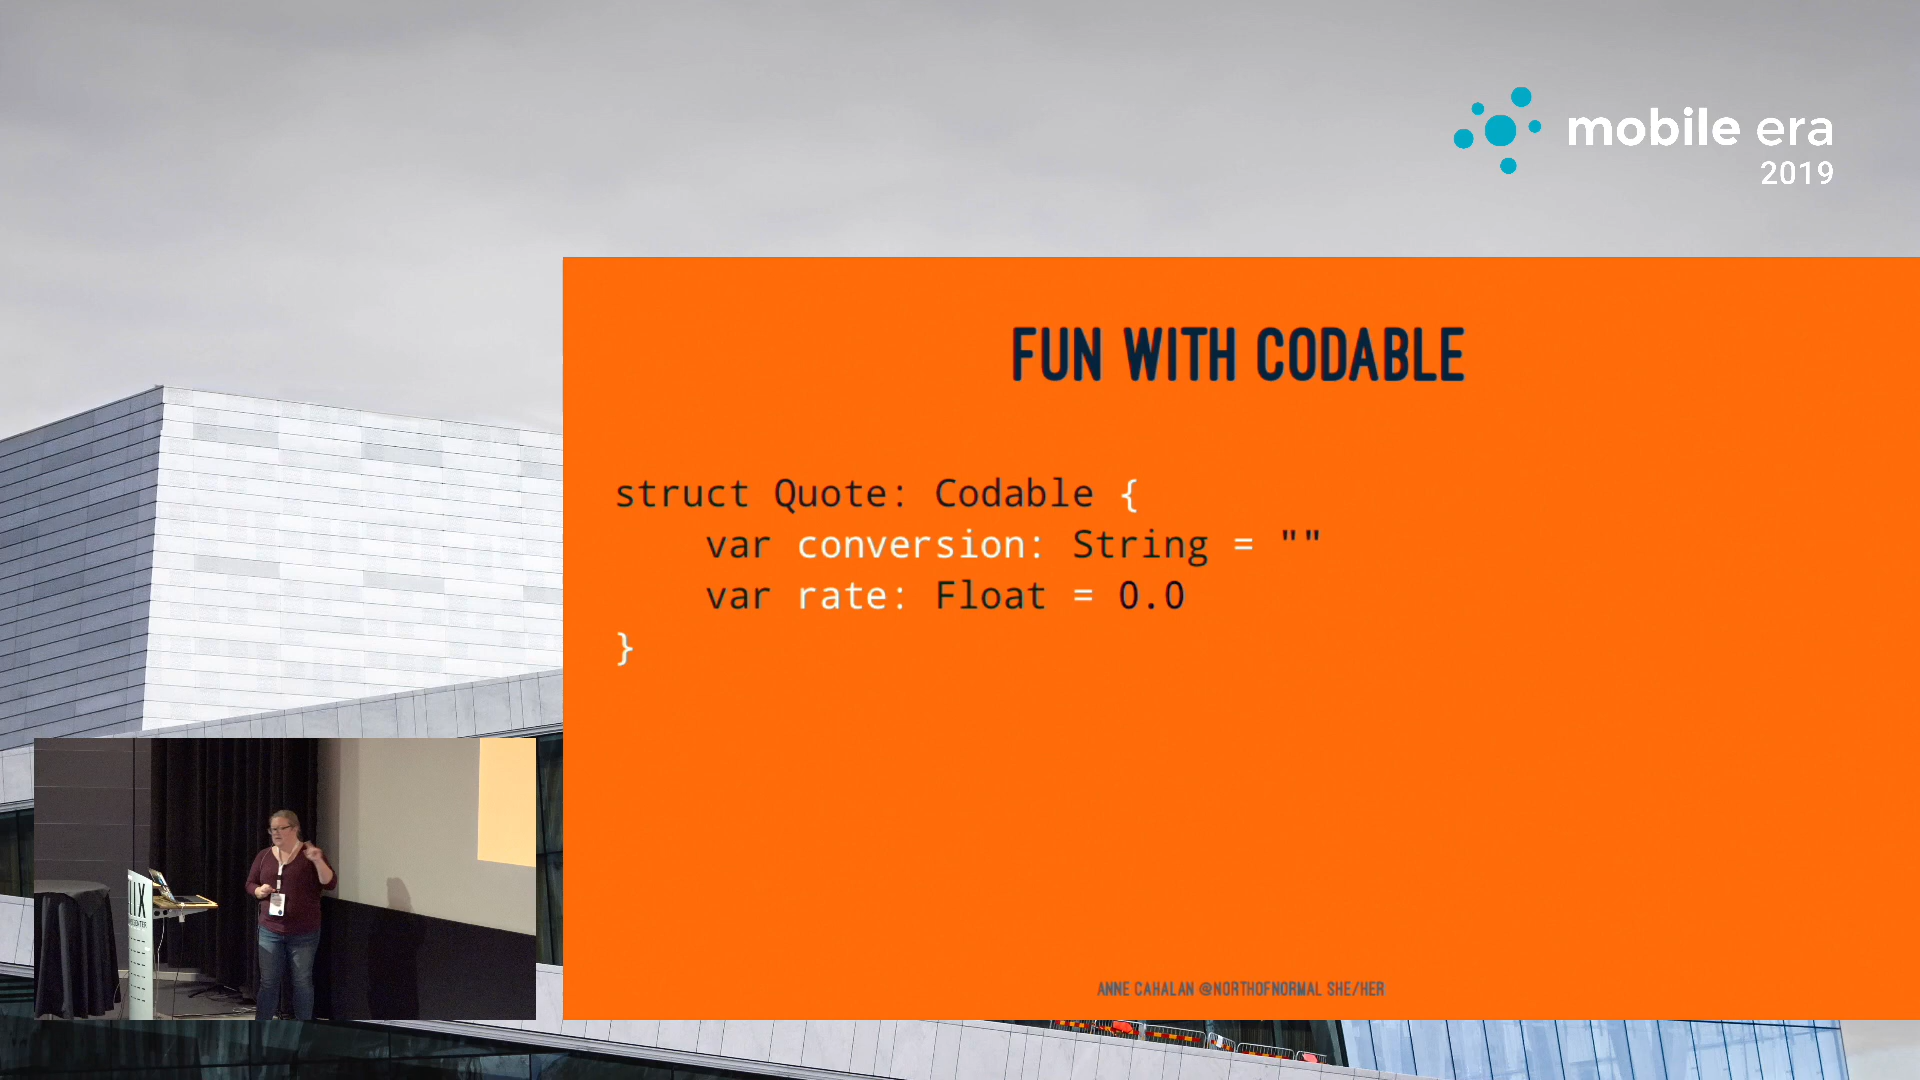 mobile era
2019
FUN WITH CODABLE
struct Quote: Codable {
    var conversion: String = ""
    var rate: Float = 0.0
}
ANNE CAHALAN @NORTHOFNORMAL SHE/HER